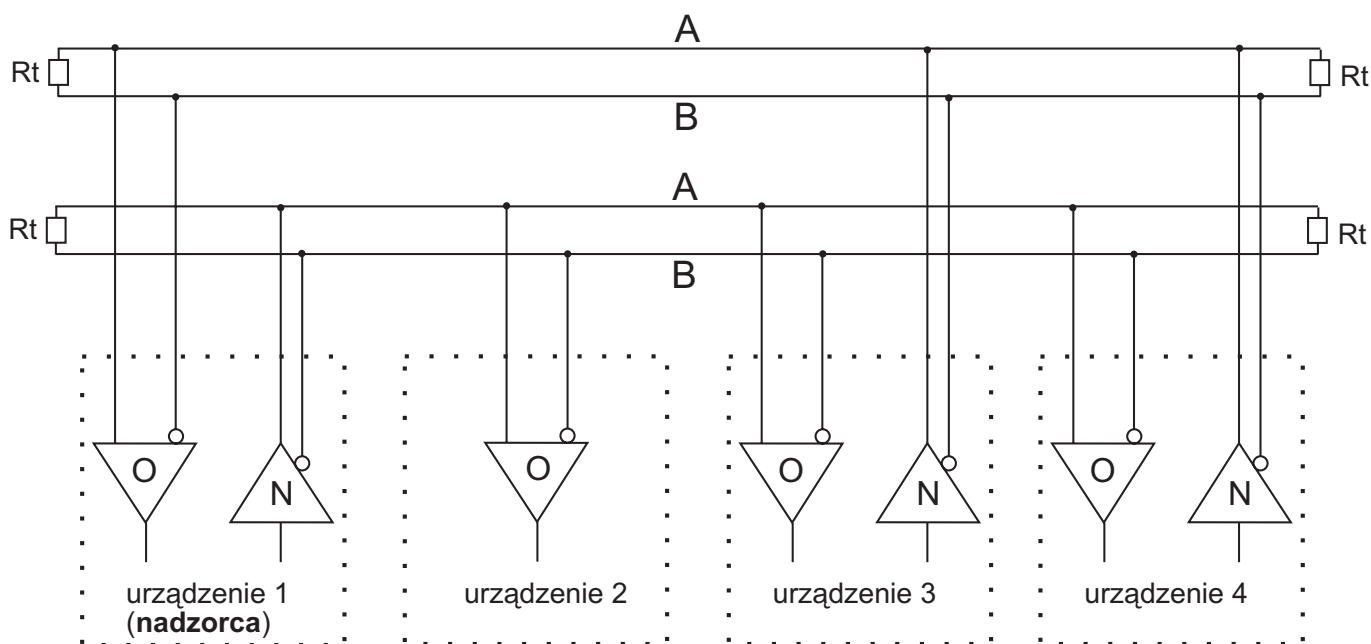 A
Rt Rt
B
A
Rt Rt
B
O N O O N O N
urządzenie 1 urządzenie 2 urządzenie 3 urządzenie 4
(nadzorca)